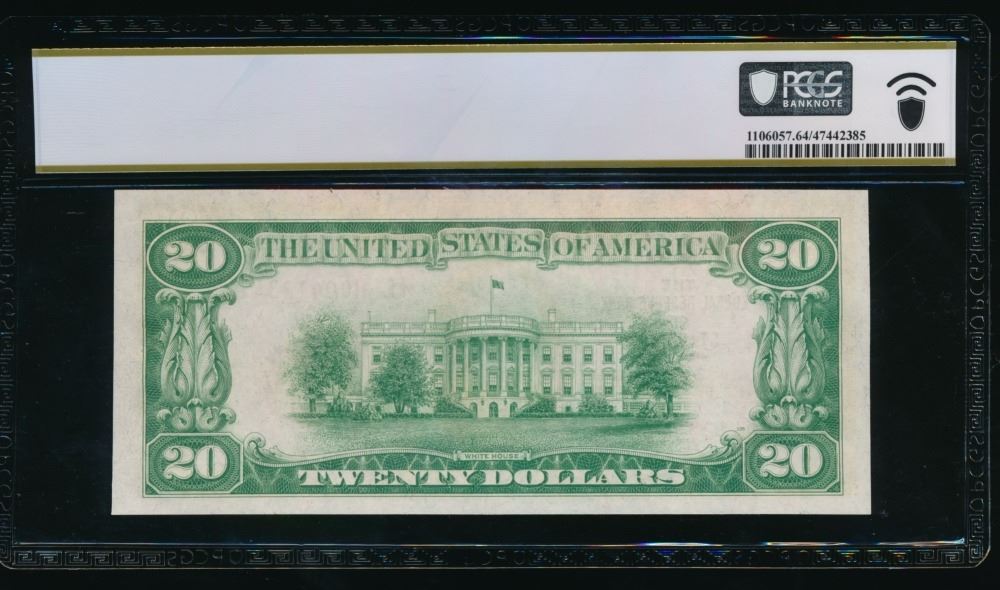 PCGS
BANKNOTE
1106057.64/47442385
20 THE UNITED STATES OF AMERICA 20
WHITE HOUSE
20 TWENTY DOLLARS 20